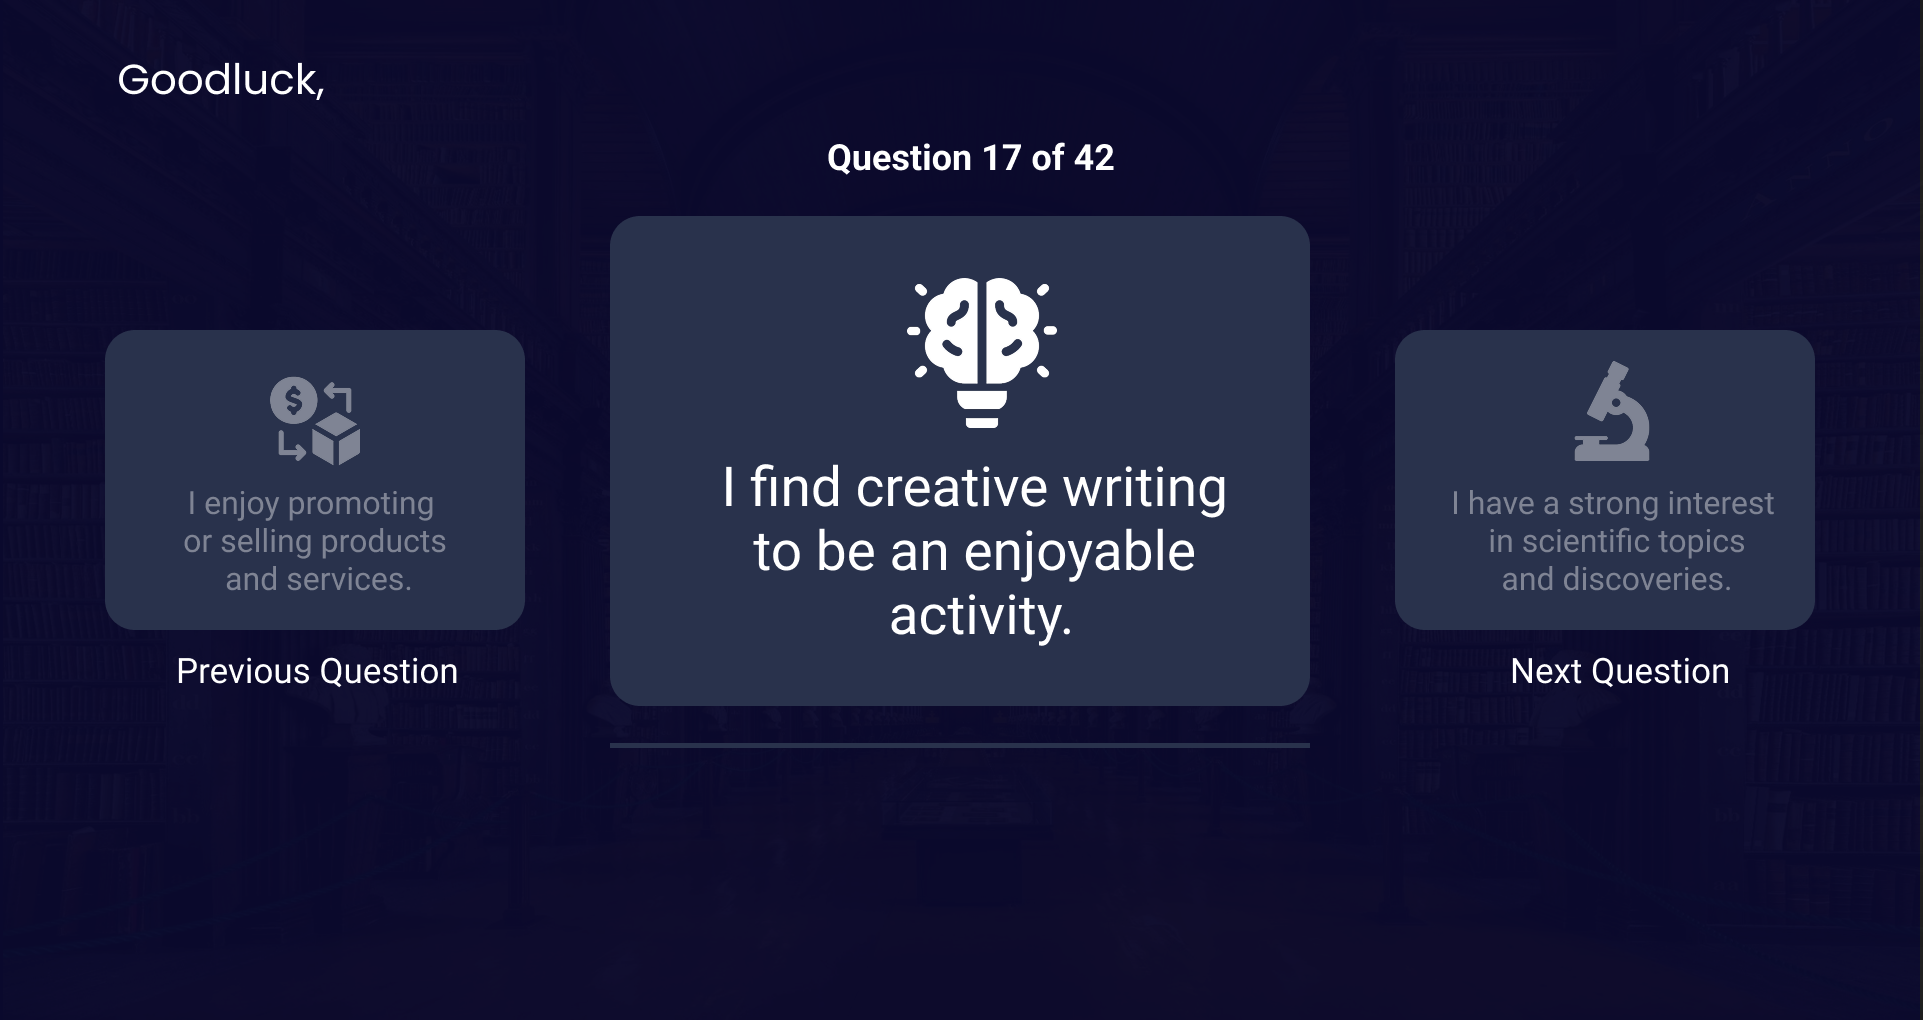 Goodluck,
Question 17 of 42
$
I enjoy promoting
or selling products
and services.
Previous Question
I find creative writing
to be an enjoyable
activity.
I have a strong interest
in scientific topics
and discoveries.
Next Question